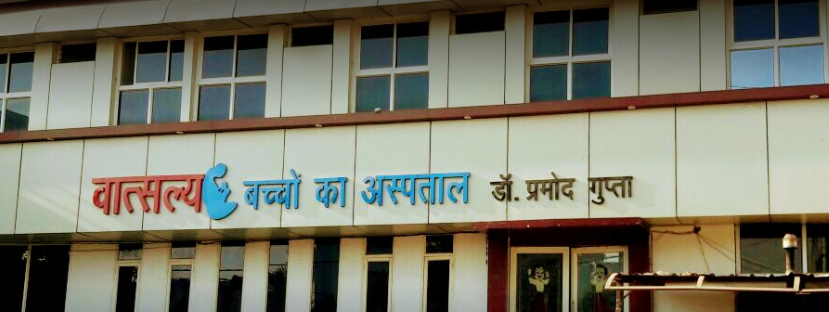 वात्सल्य बच्चों का अस्पताल डॉ. प्रमोद गुप्ता